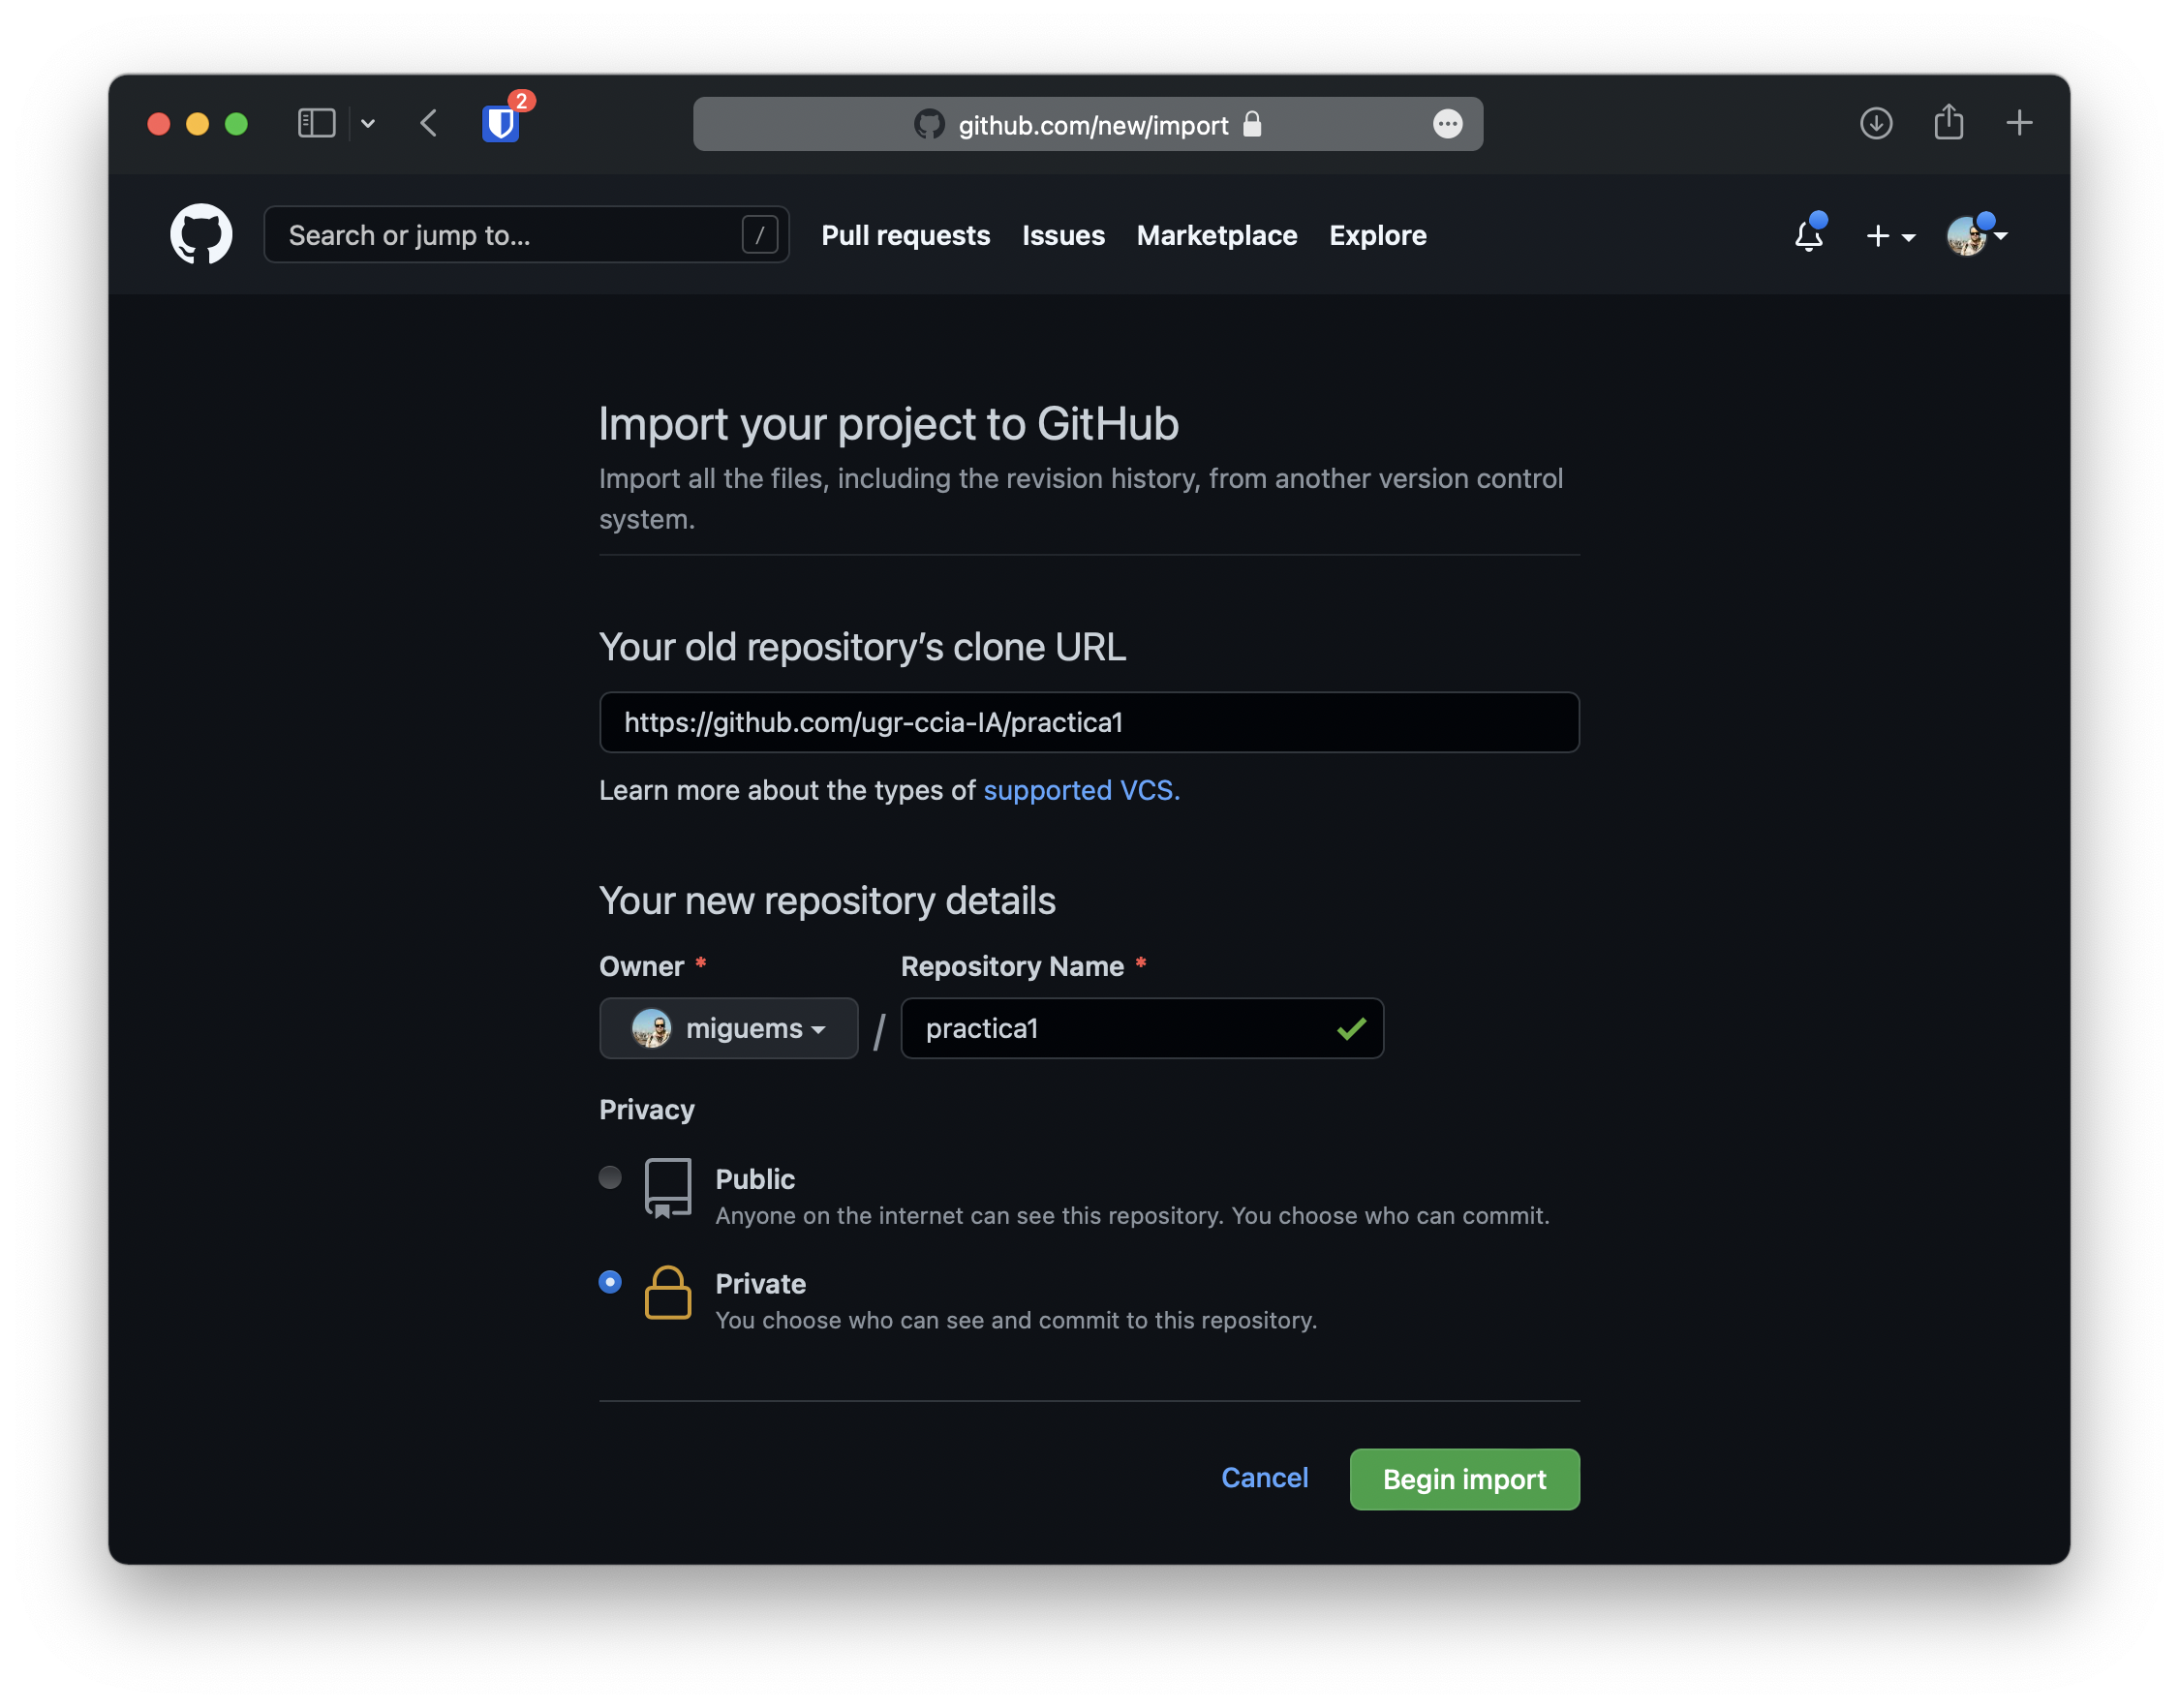 2
github.com/new/import
Search or jump to...
/
Pull requests
Issues
Marketplace
Explore
Import your project to GitHub
Import all the files, including the revision history, from another version control
system.
Your old repository’s clone URL
https://github.com/ugr-ccia-IA/practica1
Learn more about the types of supported VCS.
Your new repository details
Owner *
Repository Name *
miguems
/
practica1
Privacy
Public
Anyone on the internet can see this repository. You choose who can commit.
Private
You choose who can see and commit to this repository.
Cancel
Begin import